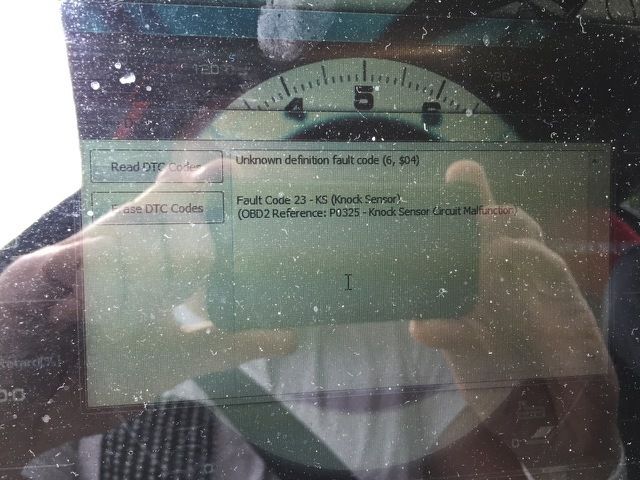 4 5 6
Read DTC Codes
Unknown definition fault code (6, $04)
Erase DTC Codes
Fault Code 23 - KS (Knock Sensor)
(OBD2 Reference: P0325 - Knock Sensor Circuit Malfunction)